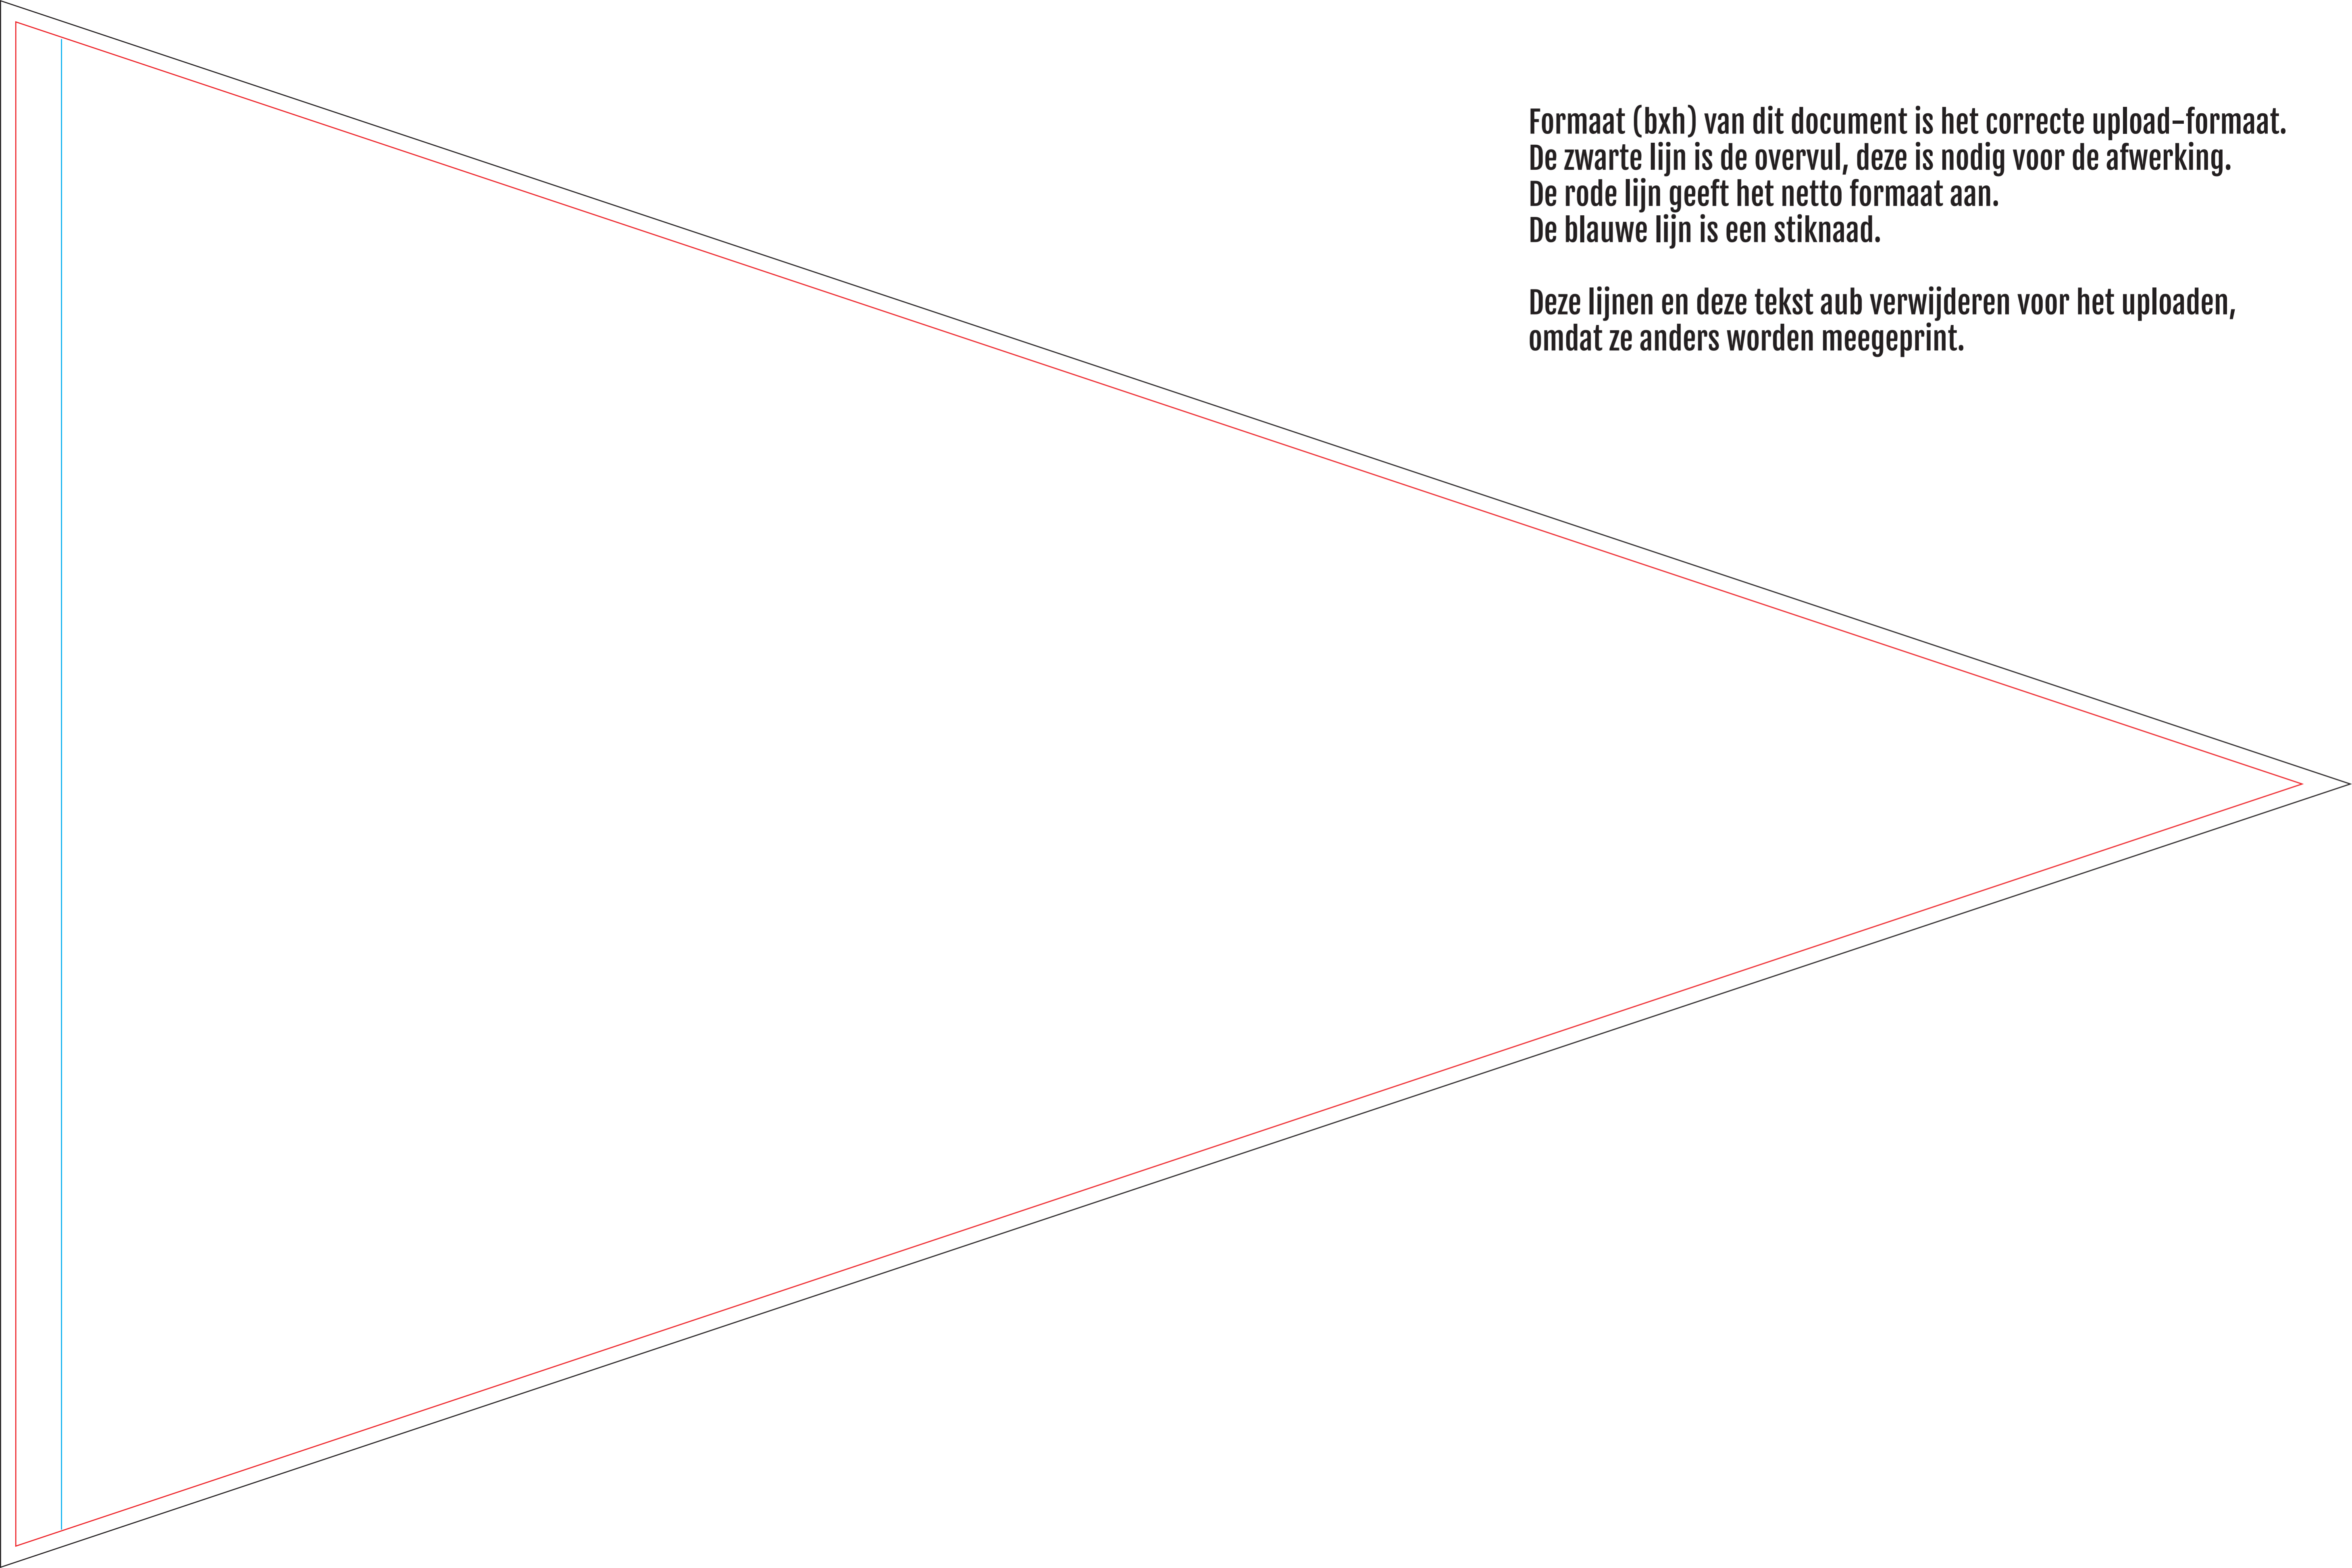 Formaat (bxh) van dit document is het correcte upload-formaat.
De zwarte lijn is de overvul, deze is nodig voor de afwerking.
De rode lijn geeft het netto formaat aan.
De blauwe lijn is een stiknaad.
Deze lijnen en deze tekst aub verwijderen voor het uploaden,
omdat ze anders worden meegeprint.